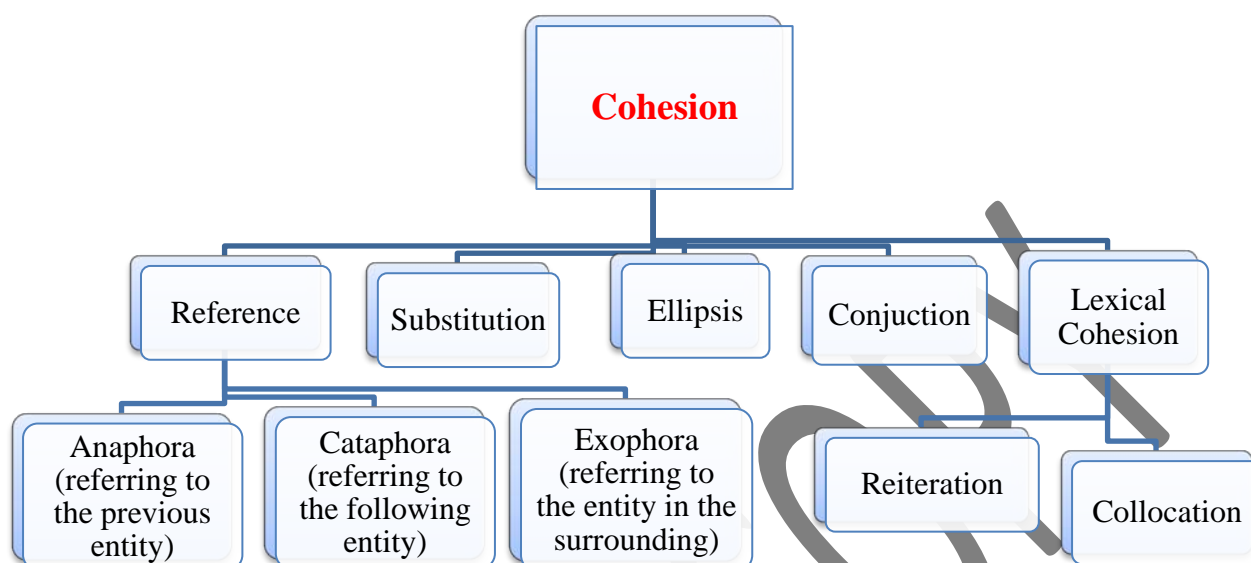 Cohesion
Reference
Substitution
Ellipsis
Conjuction
Lexical
Cohesion
Anaphora
(referring to
the previous
entity)
Cataphora
(referring to
the following
entity)
Exophora
(referring to
the entity in the
surrounding)
Reiteration
Collocation